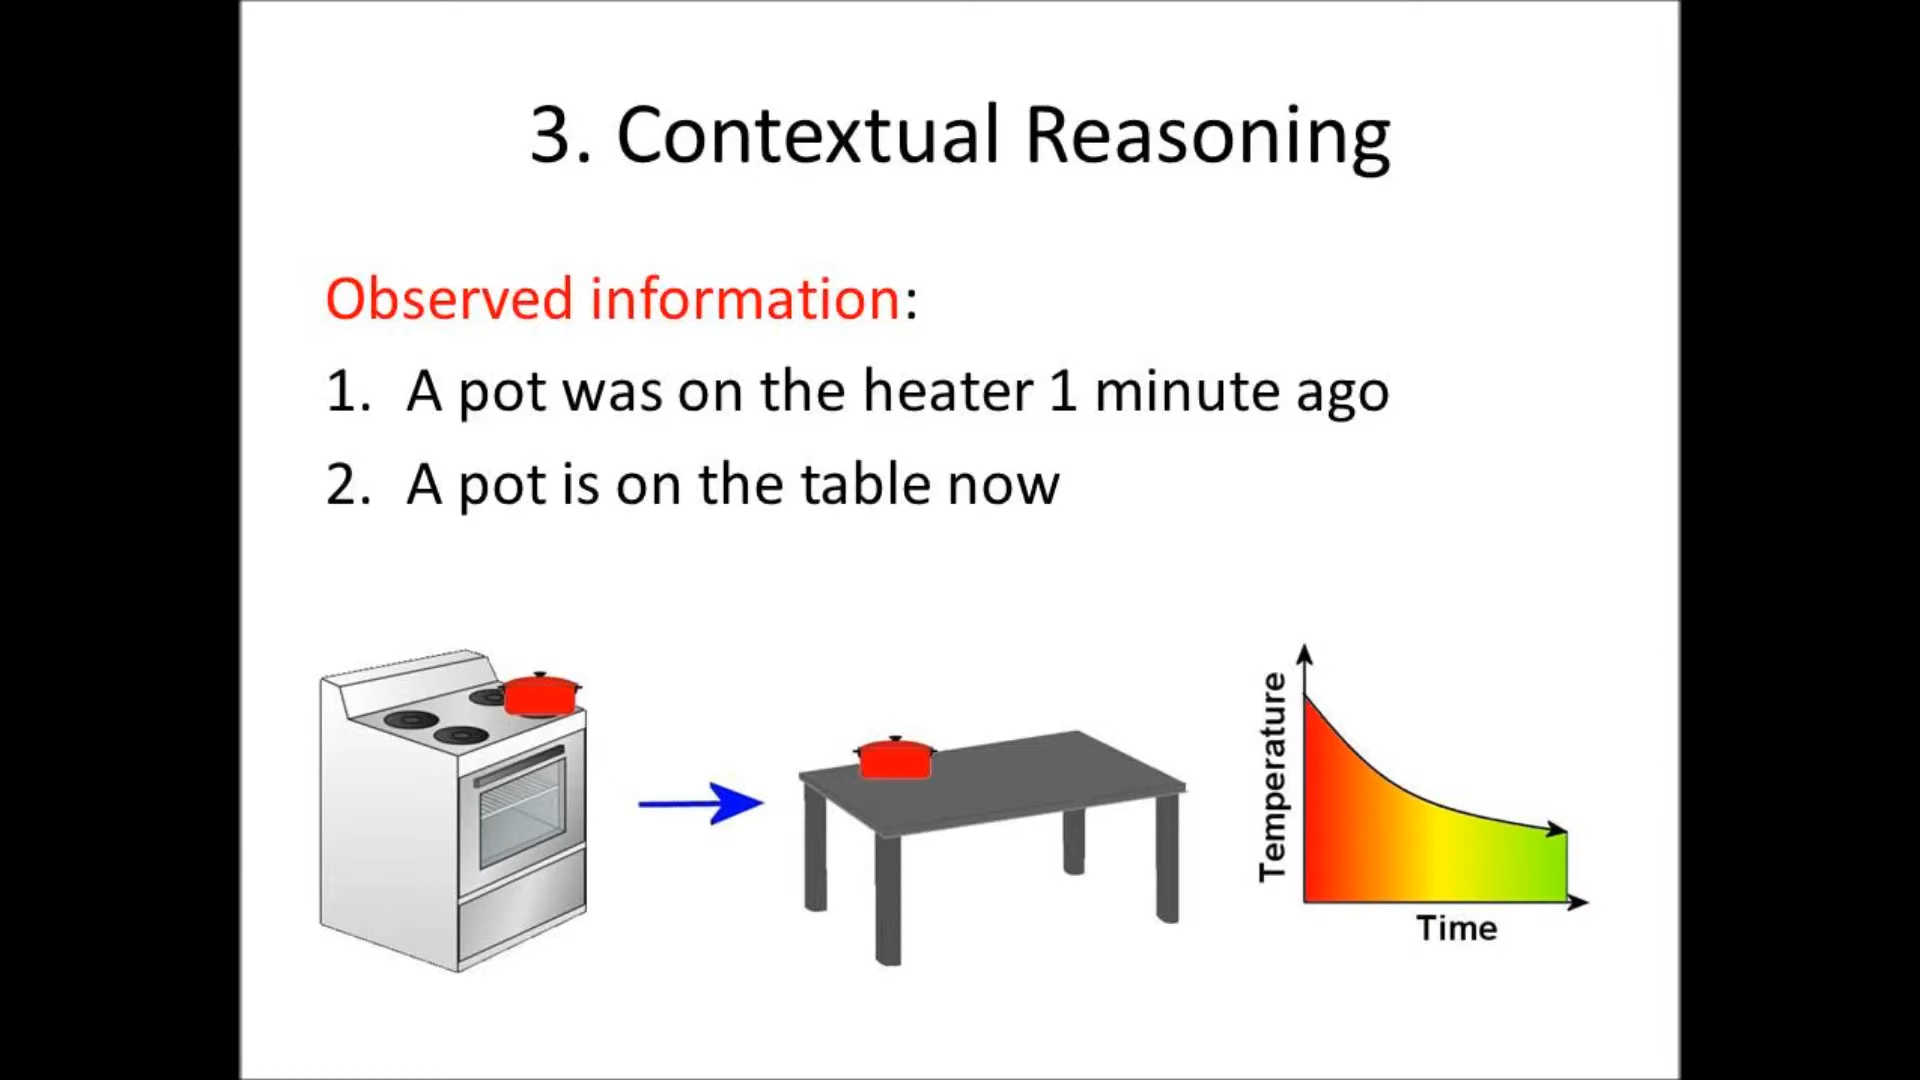 3. Contextual Reasoning
Observed information:
1. A pot was on the heater 1 minute ago
2. A pot is on the table now
Temperature
Time